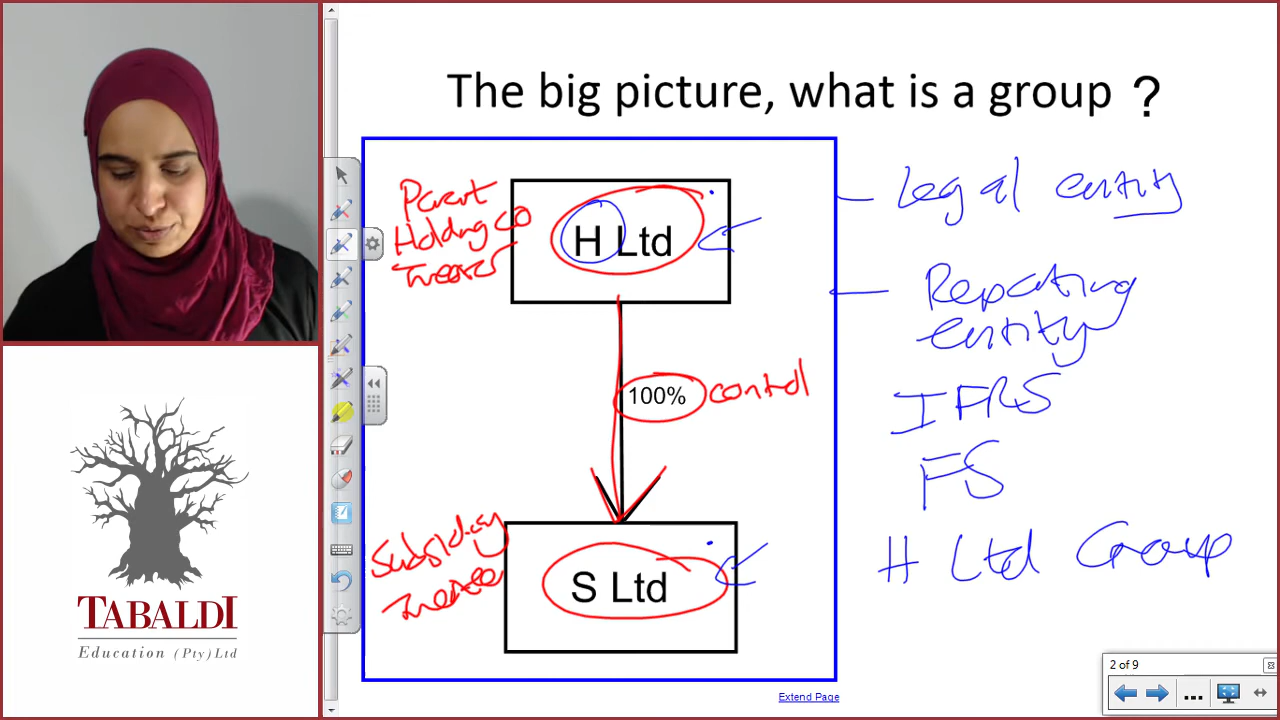 The big picture, what is a group ?
Parent
Holding Co
Investor
H Ltd
100%
control
Subsidiary
Investee
S Ltd
Legal entity
Reporting
entity
IFRS
FS
H Ltd Group
TABALDI
Education (Pty) Ltd
Extend Page
2 of 9